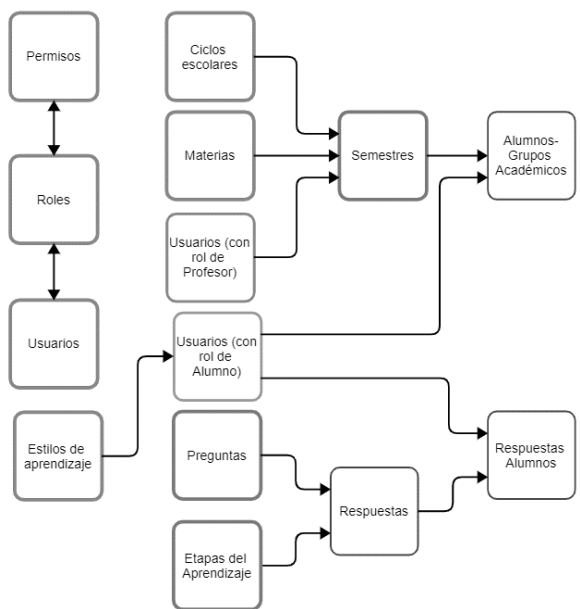 Permisos
Roles
Usuarios
Estilos de
aprendizaje
Ciclos
escolares
Materias
Usuarios (con
rol de
Profesor)
Usuarios (con
rol de
Alumno)
Preguntas
Etapas del
Aprendizaje
Semestres
Respuestas
Alumnos-
Grupos
Académicos
Respuestas
Alumnos